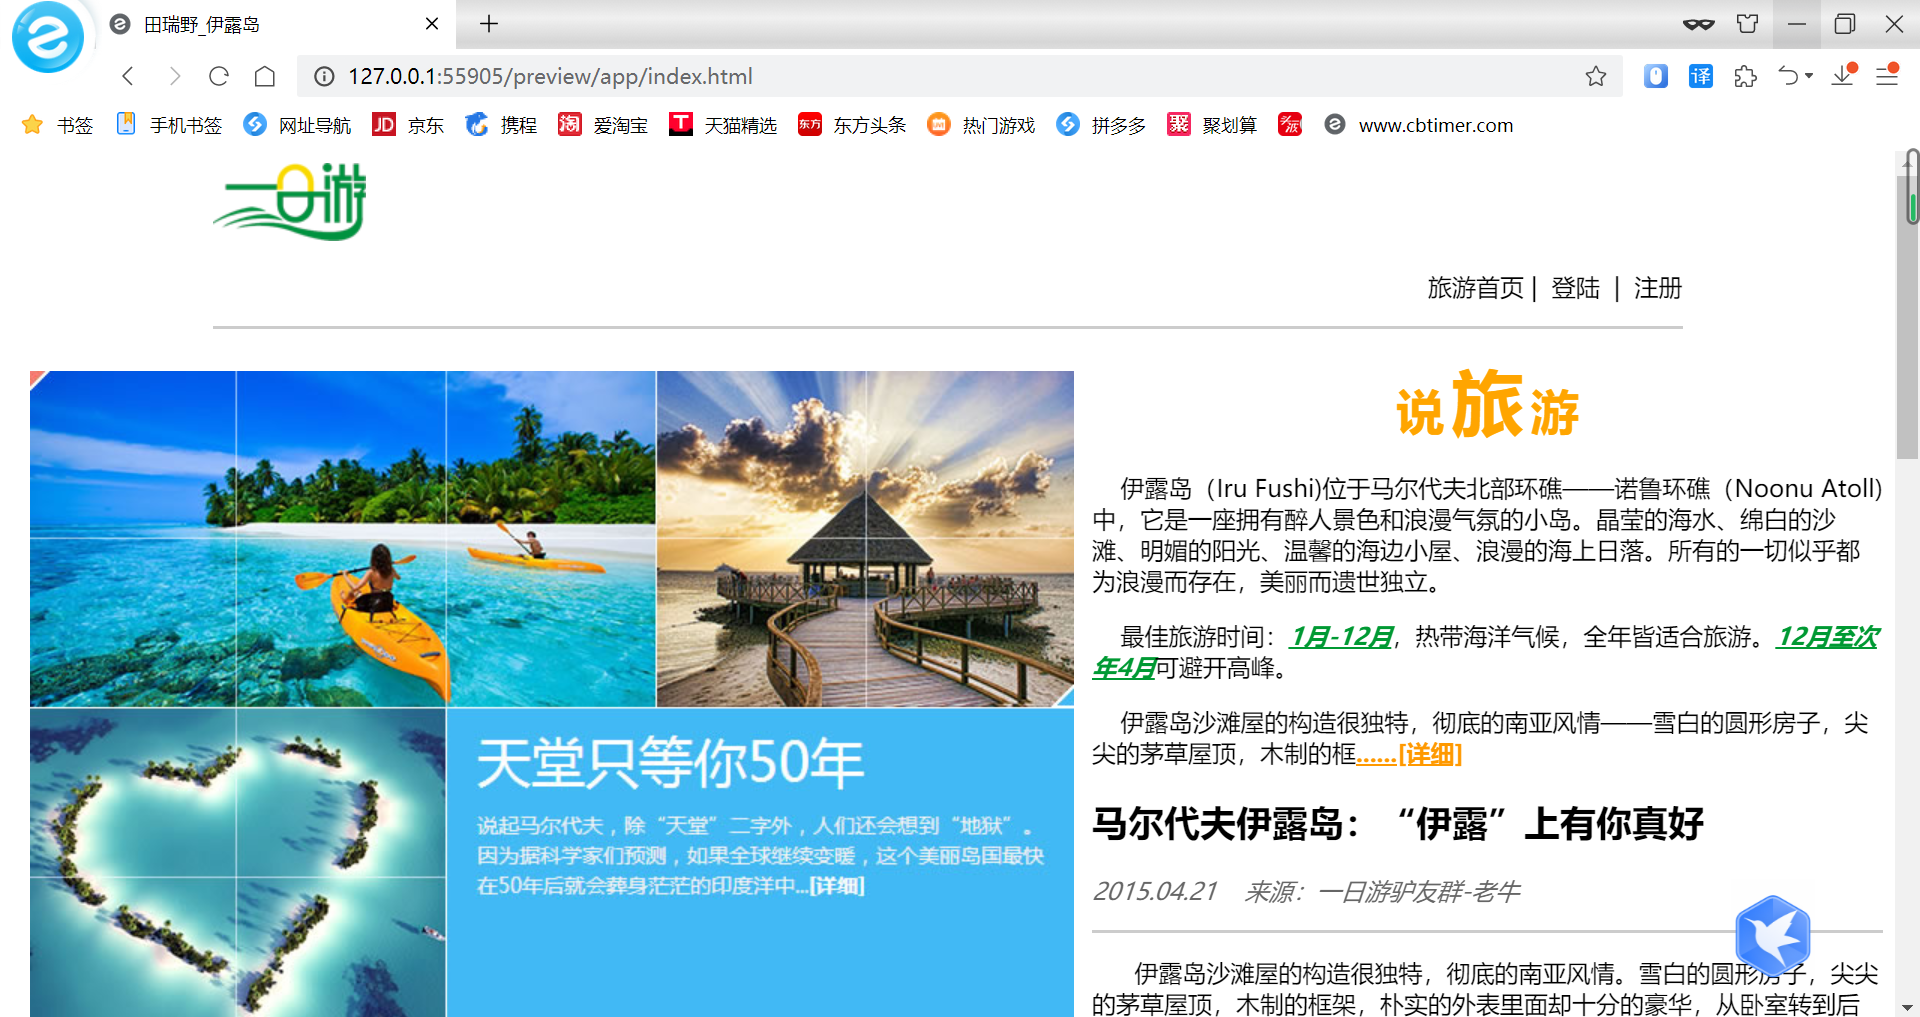 田瑞野_伊露岛
127.0.0.1:55905/preview/app/index.html
译
书签 手机书签 网址导航 JD 京东 携程 淘 爱淘宝 T 天猫精选 东方 东方头条 热门游戏 拼多多 聚 聚划算 www.cbtimer.com
一日游
旅游首页 | 登陆 | 注册
说旅游
伊露岛（Iru Fushi)位于马尔代夫北部环礁——诺鲁环礁（Noonu Atoll)
中，它是一座拥有醉人景色和浪漫气氛的小岛。晶莹的海水、绵白的沙
滩、明媚的阳光、温馨的海边小屋、浪漫的海上日落。所有的一切似乎都
为浪漫而存在，美丽而遗世独立。
最佳旅游时间：1月-12月，热带海洋气候，全年皆适合旅游。12月至次
年4月可避开高峰。
伊露岛沙滩屋的构造很独特，彻底的南亚风情——雪白的圆形房子，尖
尖的茅草屋顶，木制的框......[详细]
天堂只等你50年
说起马尔代夫，除“天堂”二字外，人们还会想到“地狱”。
因为据科学家们预测，如果全球继续变暖，这个美丽岛国最快
在50年后就会葬身茫茫的印度洋中...[详细]
马尔代夫伊露岛：“伊露”上有你真好
2015.04.21 来源：一日游驴友群-老牛
伊露岛沙滩屋的构造很独特，彻底的南亚风情。雪白的圆形房子，尖尖
的茅草屋顶，木制的框架，朴实的外表里面却十分的豪华，从卧室转到后